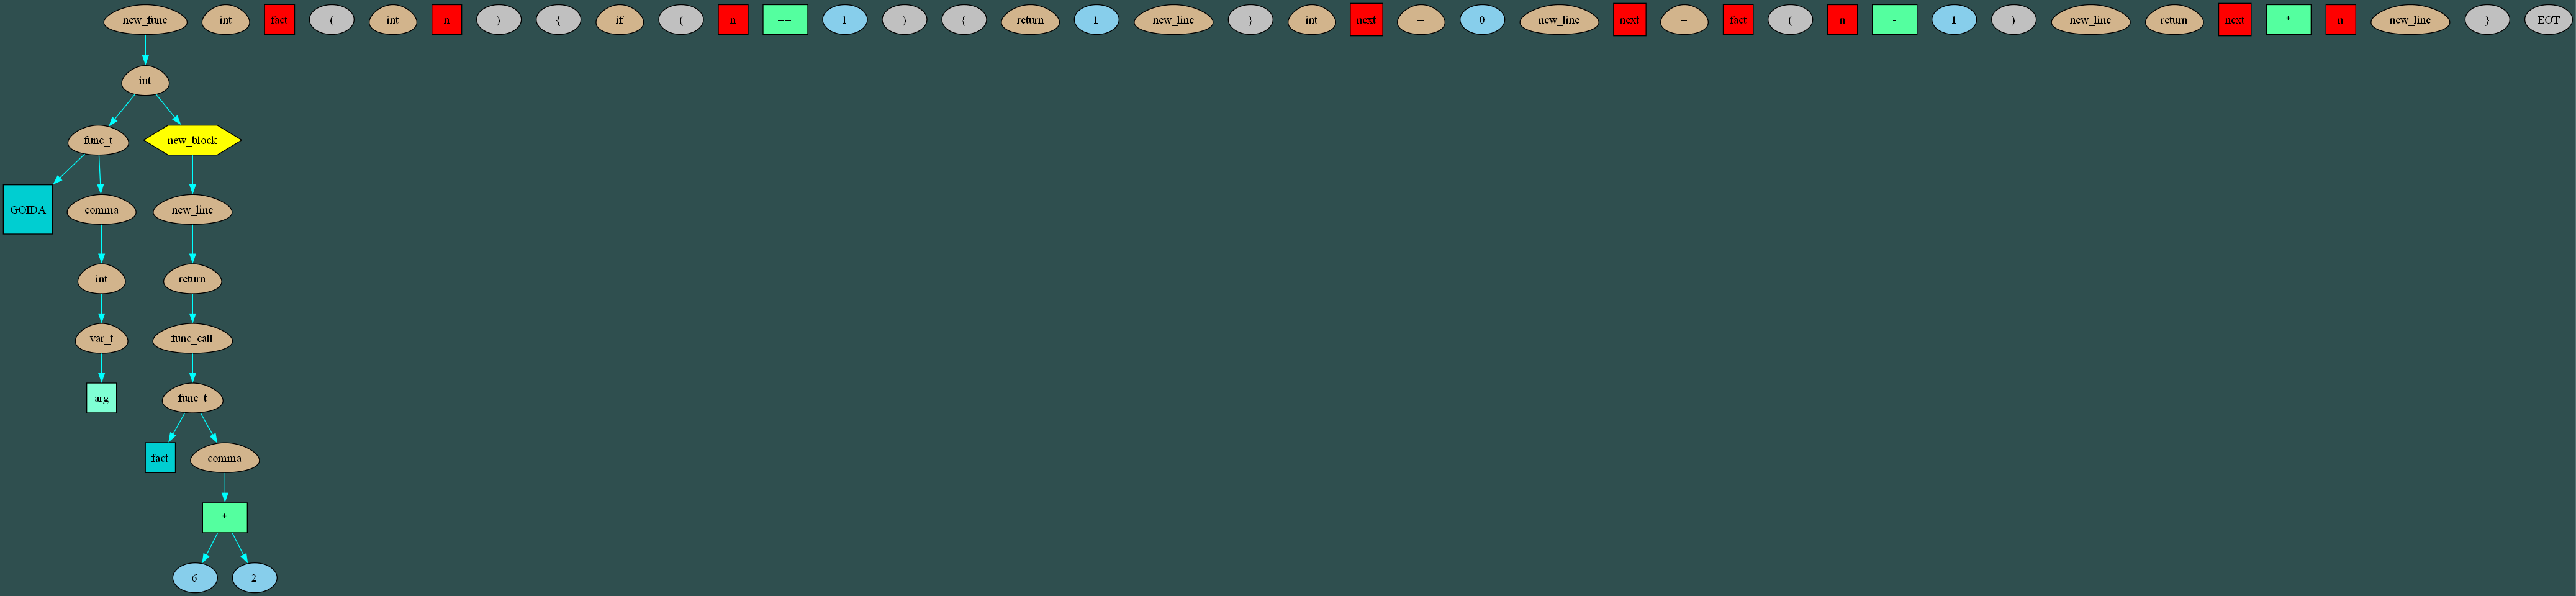 new_func int fact ( int n ) { if ( n == 1 ) { return 1 new_line } int next = 0 new_line next = fact ( n - 1 ) new_line return next * n new_line } EOT
int
func_t new_block
GOIDA comma new_line
int return
var_t func_call
arg func_t
fact comma
*
6 2